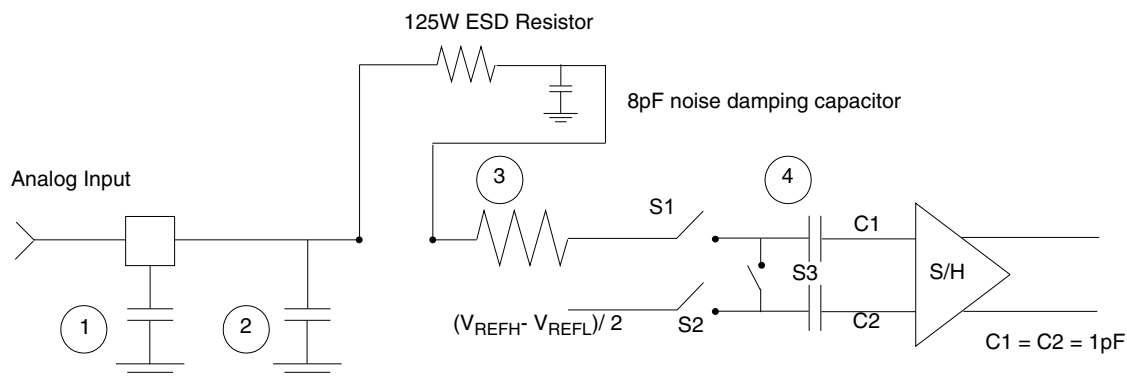 125W ESD Resistor
8pF noise damping capacitor
Analog Input
3
4
S1
C1
S/H
S3
1
2
(VREFH- VREFL)/ 2
S2
C2
C1 = C2 = 1pF